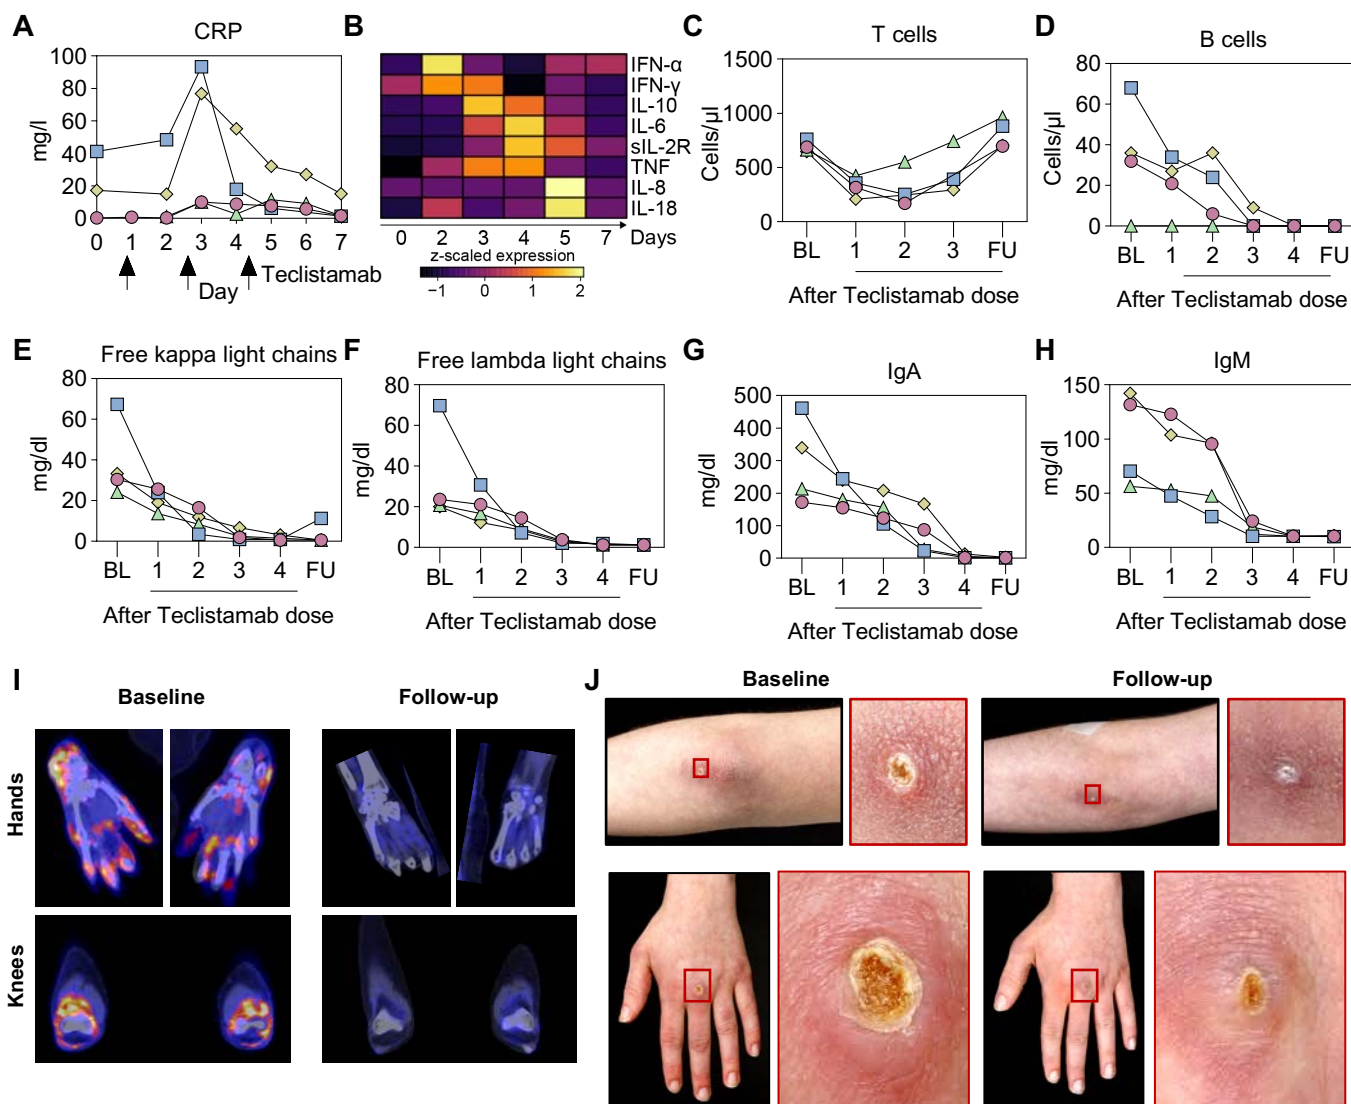 A
CRP
mg/l
100
80
60
40
20
0
0 1 2 3 4 5 6 7
Day
Teclistamab
B
IFN-α
IFN-γ
IL-10
IL-6
sIL-2R
TNF
IL-8
IL-18
0 2 3 4 5 7 Days
z-scaled expression
−1 0 1 2
C
T cells
Cells/µl
1500
1000
500
0
BL 1 2 3 FU
After Teclistamab dose
D
B cells
Cells/µl
80
60
40
20
0
BL 1 2 3 4 FU
After Teclistamab dose
E
Free kappa light chains
mg/dl
80
60
40
20
0
BL 1 2 3 4 FU
After Teclistamab dose
F
Free lambda light chains
mg/dl
80
60
40
20
0
BL 1 2 3 4 FU
After Teclistamab dose
G
IgA
mg/dl
500
400
300
200
100
0
BL 1 2 3 4 FU
After Teclistamab dose
H
IgM
mg/dl
150
100
50
0
BL 1 2 3 4 FU
After Teclistamab dose
I
Baseline Follow-up
Hands
Knees
J
Baseline Follow-up